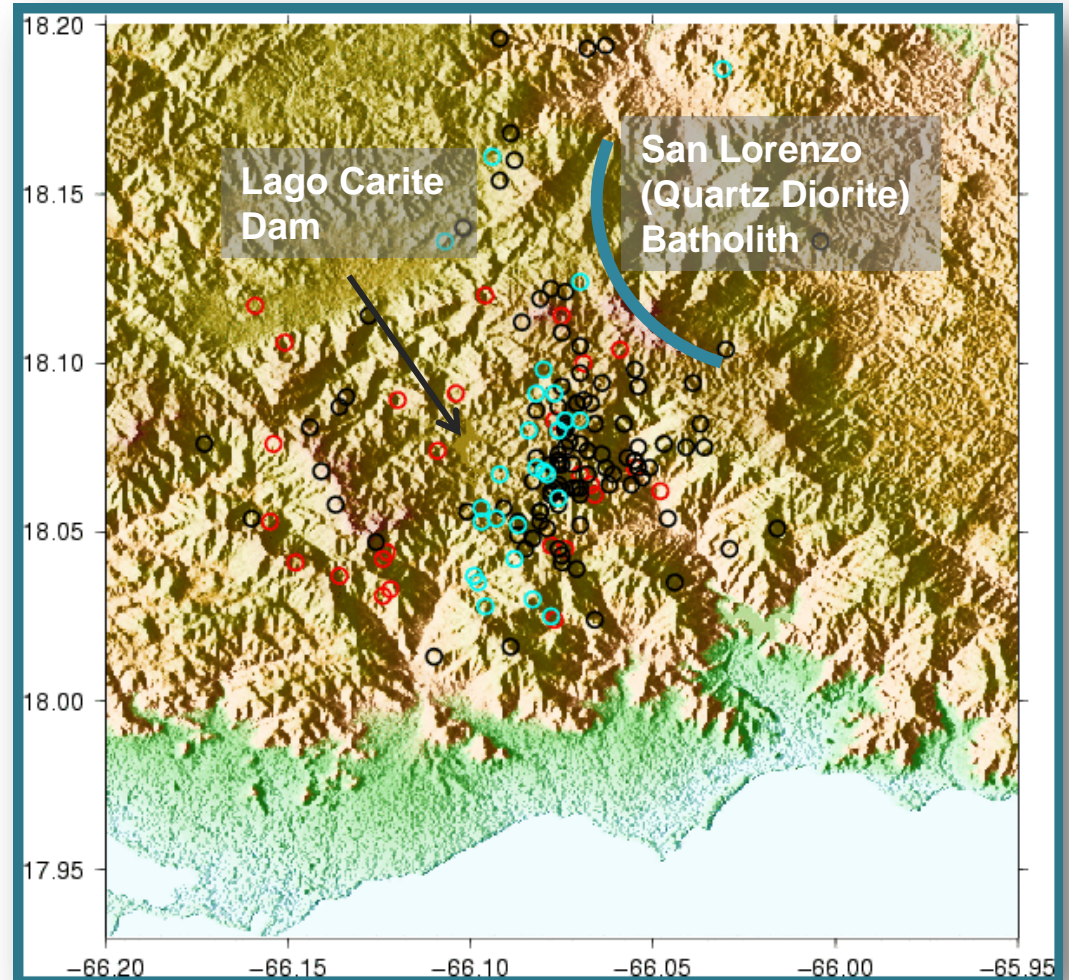 18.20
18.15
18.10
18.05
18.00
17.95
Lago Carite
Dam
San Lorenzo
(Quartz Diorite)
Batholith
−66.20
−66.15
−66.10
−66.05
−66.00
−65.95